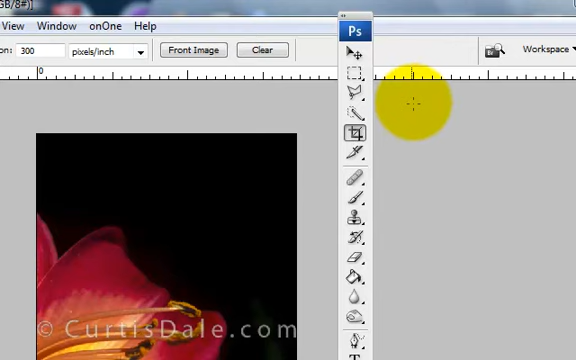 GB/8#)]
View Window onOne Help
on: 300 pixels/inch Front Image Clear Workspace
0
Ps
© CurtisDale.com
T